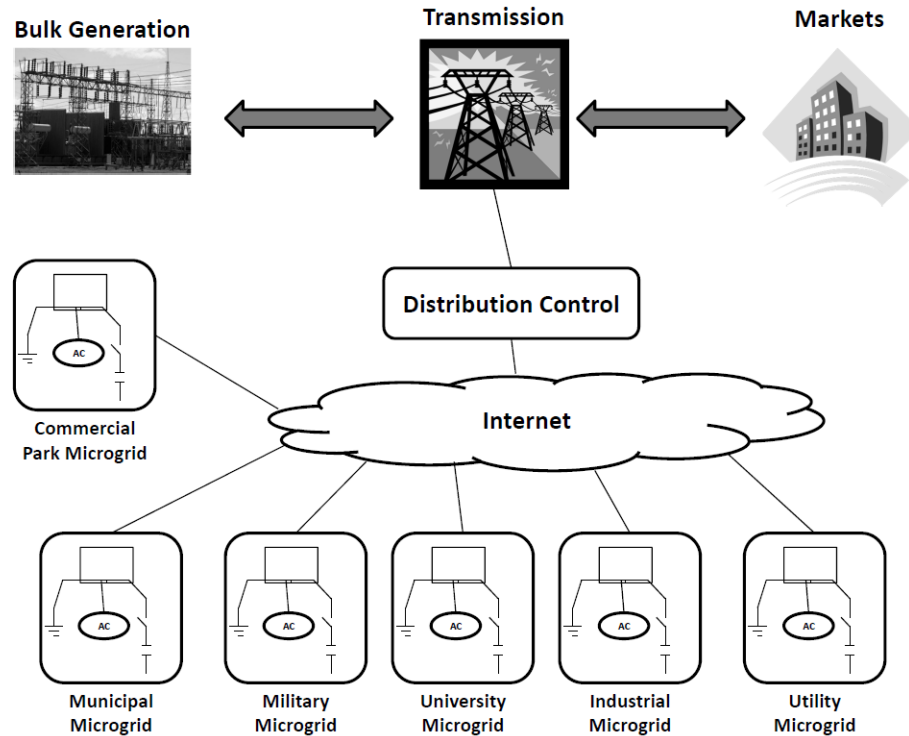 Bulk Generation
Transmission
Markets
Distribution Control
Internet
AC
Commercial
Park Microgrid
AC
AC
AC
AC
AC
Municipal
Microgrid
Military
Microgrid
University
Microgrid
Industrial
Microgrid
Utility
Microgrid